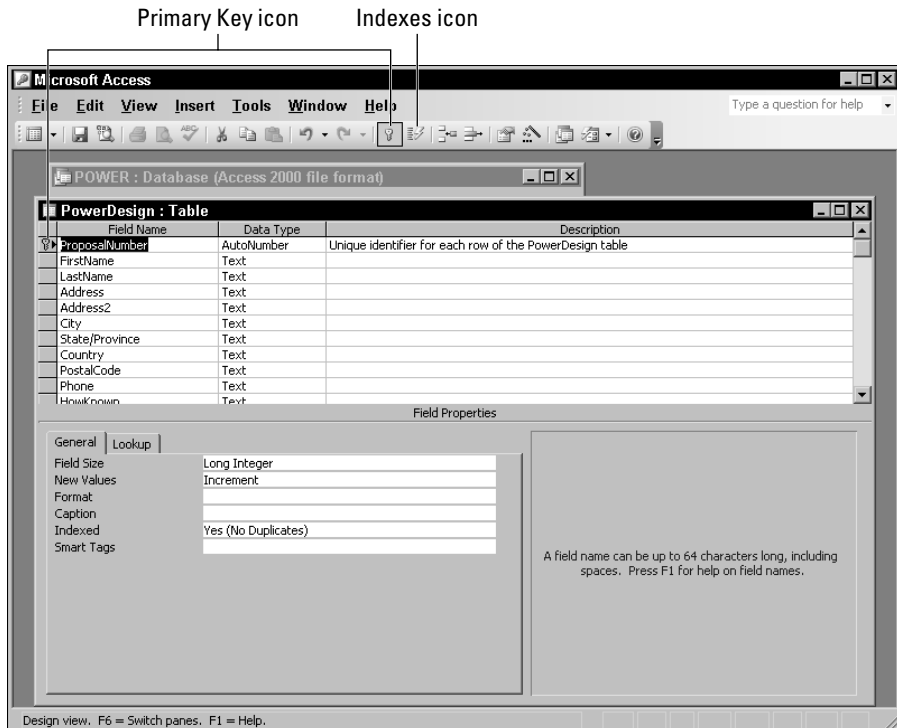 Primary Key icon Indexes icon
Microsoft Access
File Edit View Insert Tools Window Help Type a question for help
POWER : Database (Access 2000 file format)
PowerDesign : Table
Field Name Data Type Description
ProposalNumber AutoNumber Unique identifier for each row of the PowerDesign table
FirstName Text
LastName Text
Address Text
Address2 Text
City Text
State/Province Text
Country Text
PostalCode Text
Phone Text
HowKnown Text
Field Properties
General Lookup
Field Size Long Integer
New Values Increment
Format
Caption
Indexed Yes (No Duplicates)
Smart Tags
A field name can be up to 64 characters long, including
spaces. Press F1 for help on field names.
Design view. F6 = Switch panes. F1 = Help.